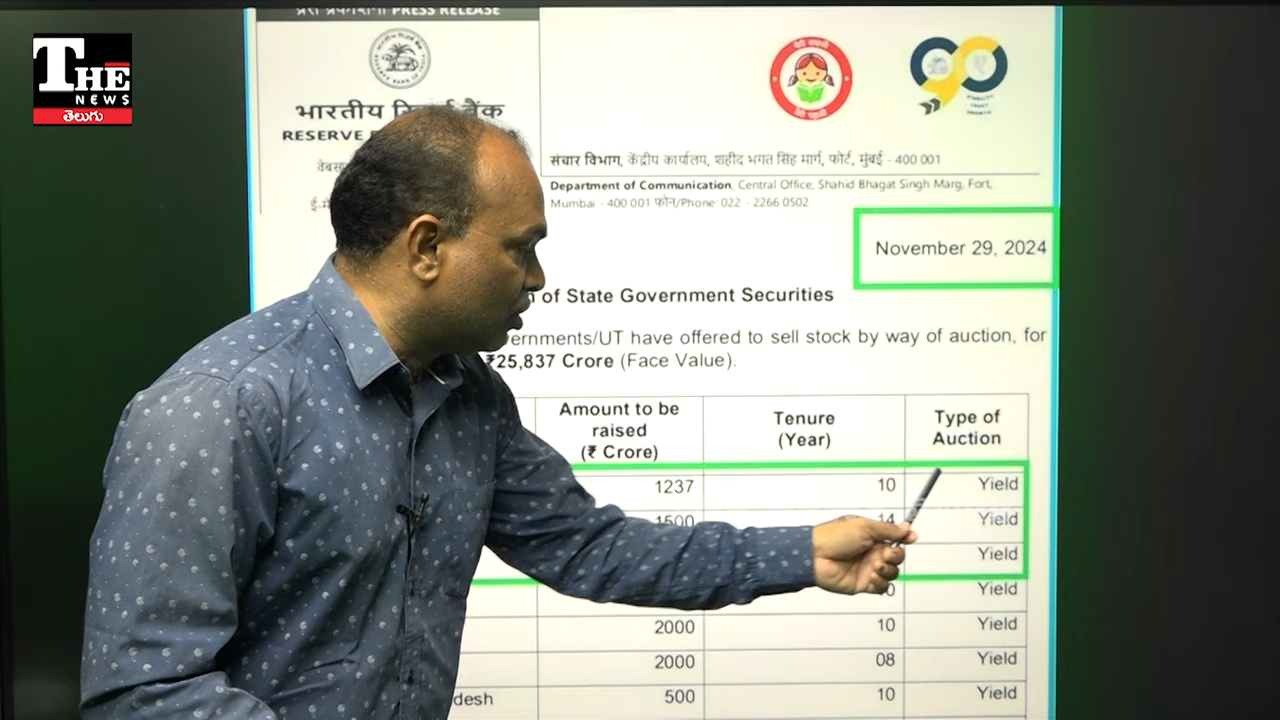 THE
NEWS
తెలుగు
PRESS RELEASE
भारतीय रिज़र्व बैंक
RESERVE
संचार विभाग, केंद्रीय कार्यालय, शहीद भगत सिंह मार्ग, फोर्ट, मुंबई - 400 001
Department of Communication, Central Office, Shahid Bhagat Singh Marg, Fort,
Mumbai - 400 001 फोन/Phone: 022 - 2266 0502
November 29, 2024
of State Government Securities
vernments/UT have offered to sell stock by way of auction, for
₹25,837 Crore (Face Value).
Amount to be raised (₹ Crore) Tenure (Year) Type of Auction
1237 10 Yield
1500 14 Yield
Yield
0 Yield
2000 10 Yield
2000 08 Yield
desh 500 10 Yield